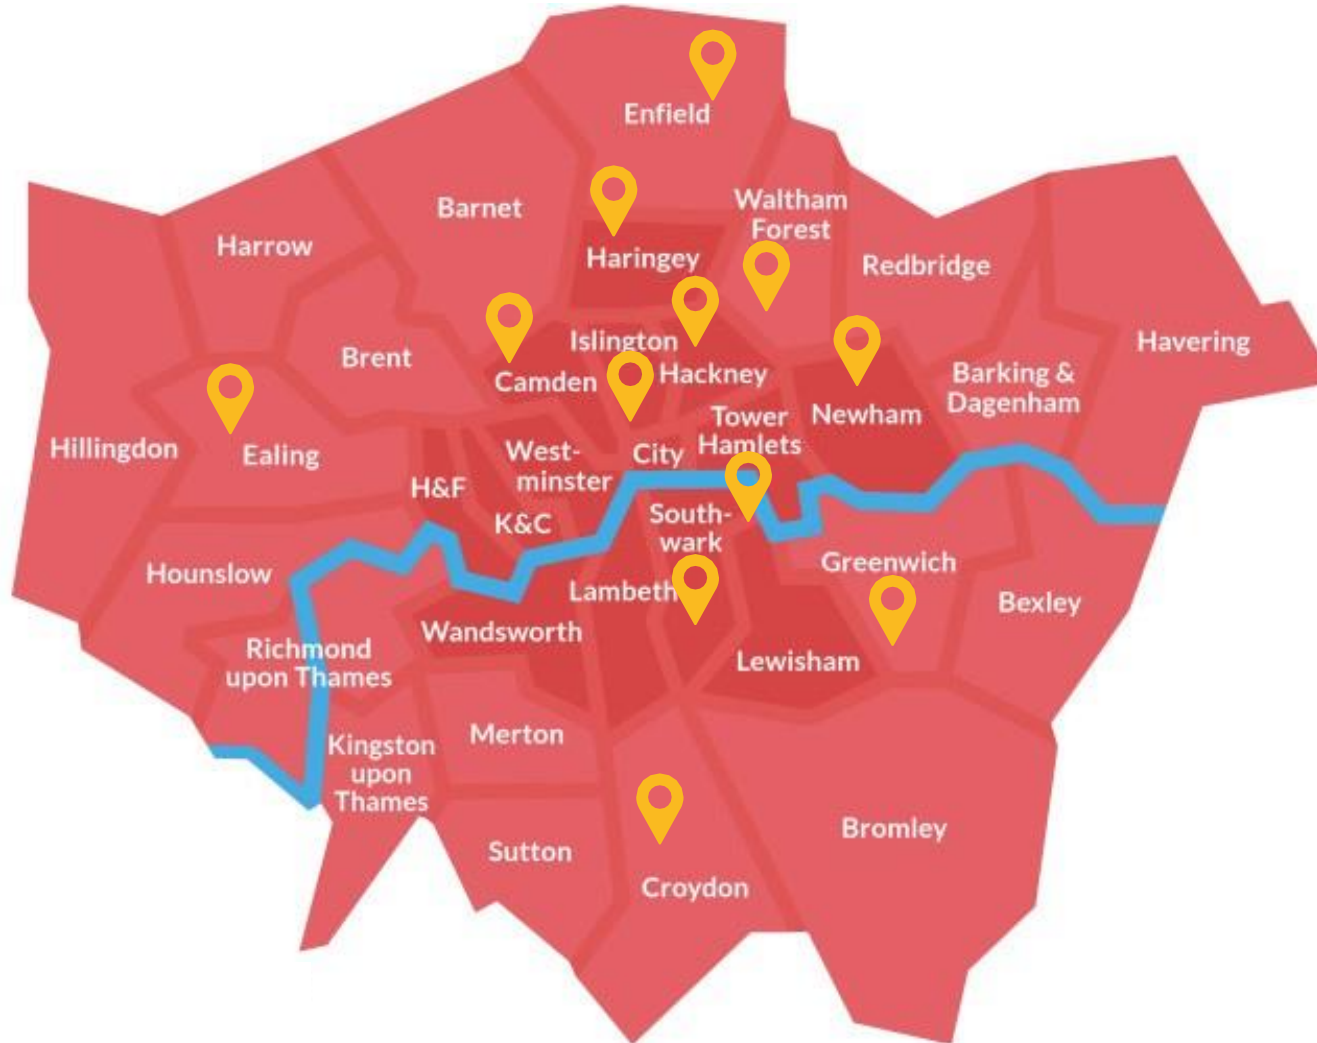 Enfield
Barnet
Waltham
Forest
Harrow
Haringey
Redbridge
Islington
Havering
Brent
Camden
Hackney
Barking &
Dagenham
Tower
Hamlets
Newham
Hillingdon
Ealing
West-
minster
City
H&F
K&C
South-
wark
Hounslow
Greenwich
Lambeth
Bexley
Wandsworth
Richmond
upon Thames
Lewisham
Merton
Kingston
upon
Thames
Bromley
Sutton
Croydon